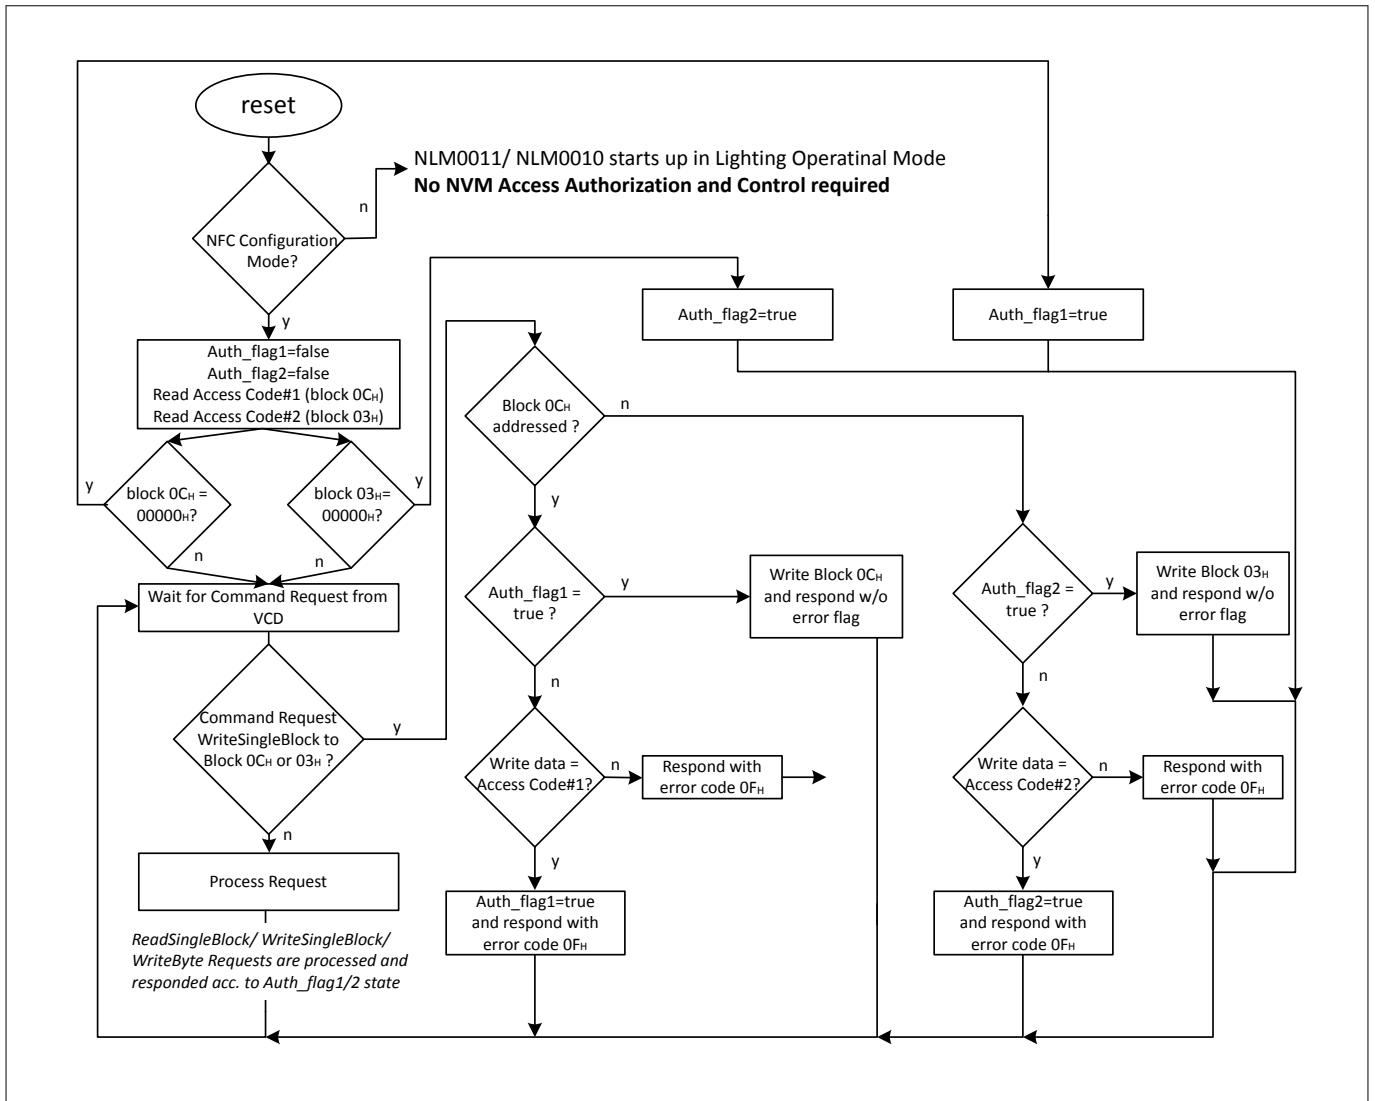 reset
NLM0011/ NLM0010 starts up in Lighting Operatinal Mode
No NVM Access Authorization and Control required
n
NFC Configuration
Mode?
y
Auth_flag1=false
Auth_flag2=false
Read Access Code#1 (block 0CH)
Read Access Code#2 (block 03H)
y
block 0CH =
00000H?
n
block 03H=
00000H?
y
n
Wait for Command Request from
VCD
Command Request
WriteSingleBlock to
Block 0CH or 03H ?
y
n
Process Request
ReadSingleBlock/ WriteSingleBlock/
WriteByte Requests are processed and
responded acc. to Auth_flag1/2 state
Auth_flag2=true
Auth_flag1=true
Block 0CH
addressed ?
n
y
Auth_flag1 =
true ?
y
Write Block 0CH
and respond w/o
error flag
n
Write data =
Access Code#1?
n
Respond with
error code 0FH
y
Auth_flag1=true
and respond with
error code 0FH
Auth_flag2 =
true ?
y
Write Block 03H
and respond w/o
error flag
n
Write data =
Access Code#2?
n
Respond with
error code 0FH
y
Auth_flag2=true
and respond with
error code 0FH